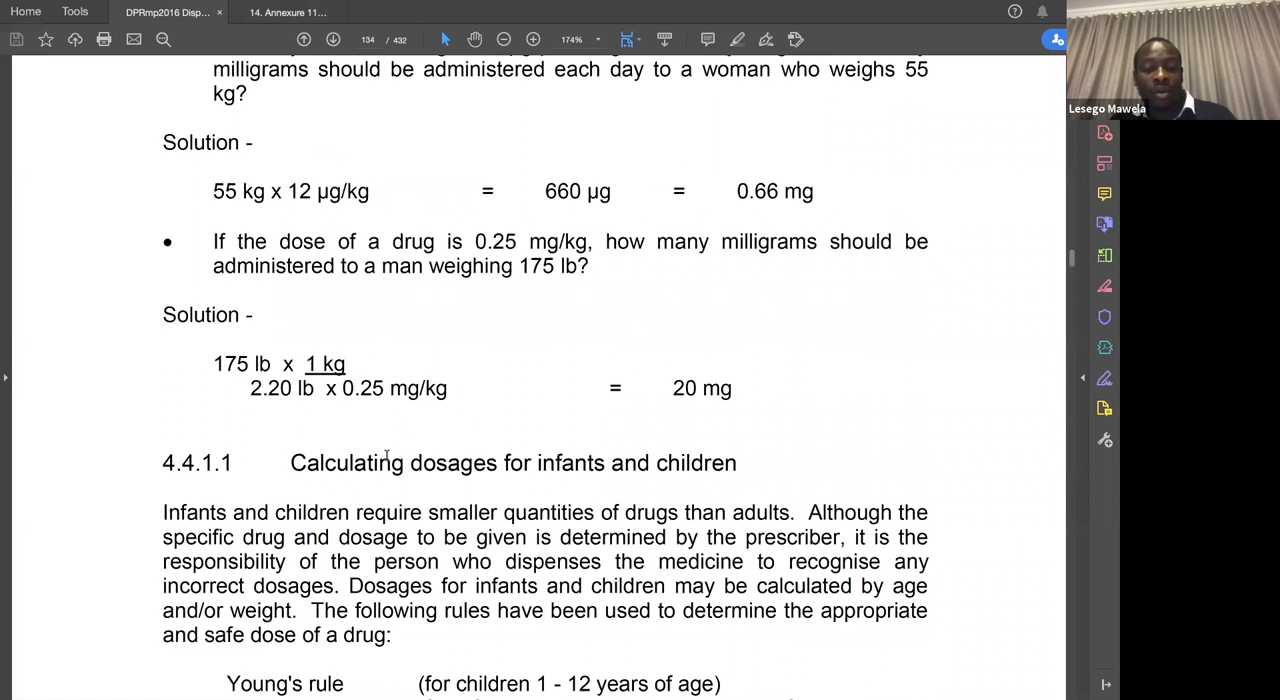 Home Tools DPRmp2016 Disp... × 14. Annexure 11...
134 / 432 174%
Lesego Mawela
milligrams should be administered each day to a woman who weighs 55
kg?
Solution -
55 kg x 12 µg/kg = 660 µg = 0.66 mg
• If the dose of a drug is 0.25 mg/kg, how many milligrams should be
administered to a man weighing 175 lb?
Solution -
175 lb x 1 kg
2.20 lb x 0.25 mg/kg = 20 mg
4.4.1.1 Calculating dosages for infants and children
Infants and children require smaller quantities of drugs than adults. Although the
specific drug and dosage to be given is determined by the prescriber, it is the
responsibility of the person who dispenses the medicine to recognise any
incorrect dosages. Dosages for infants and children may be calculated by age
and/or weight. The following rules have been used to determine the appropriate
and safe dose of a drug:
Young's rule (for children 1 - 12 years of age)